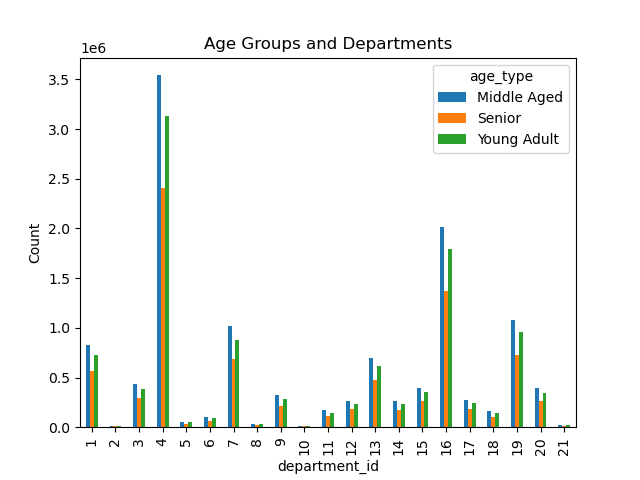 Age Groups and Departments
1e6
age_type
Middle Aged
Senior
Young Adult
3.5
3.0
2.5
2.0
1.5
1.0
0.5
0.0
Count
1 2 3 4 5 6 7 8 9 10 11 12 13 14 15 16 17 18 19 20 21
department_id